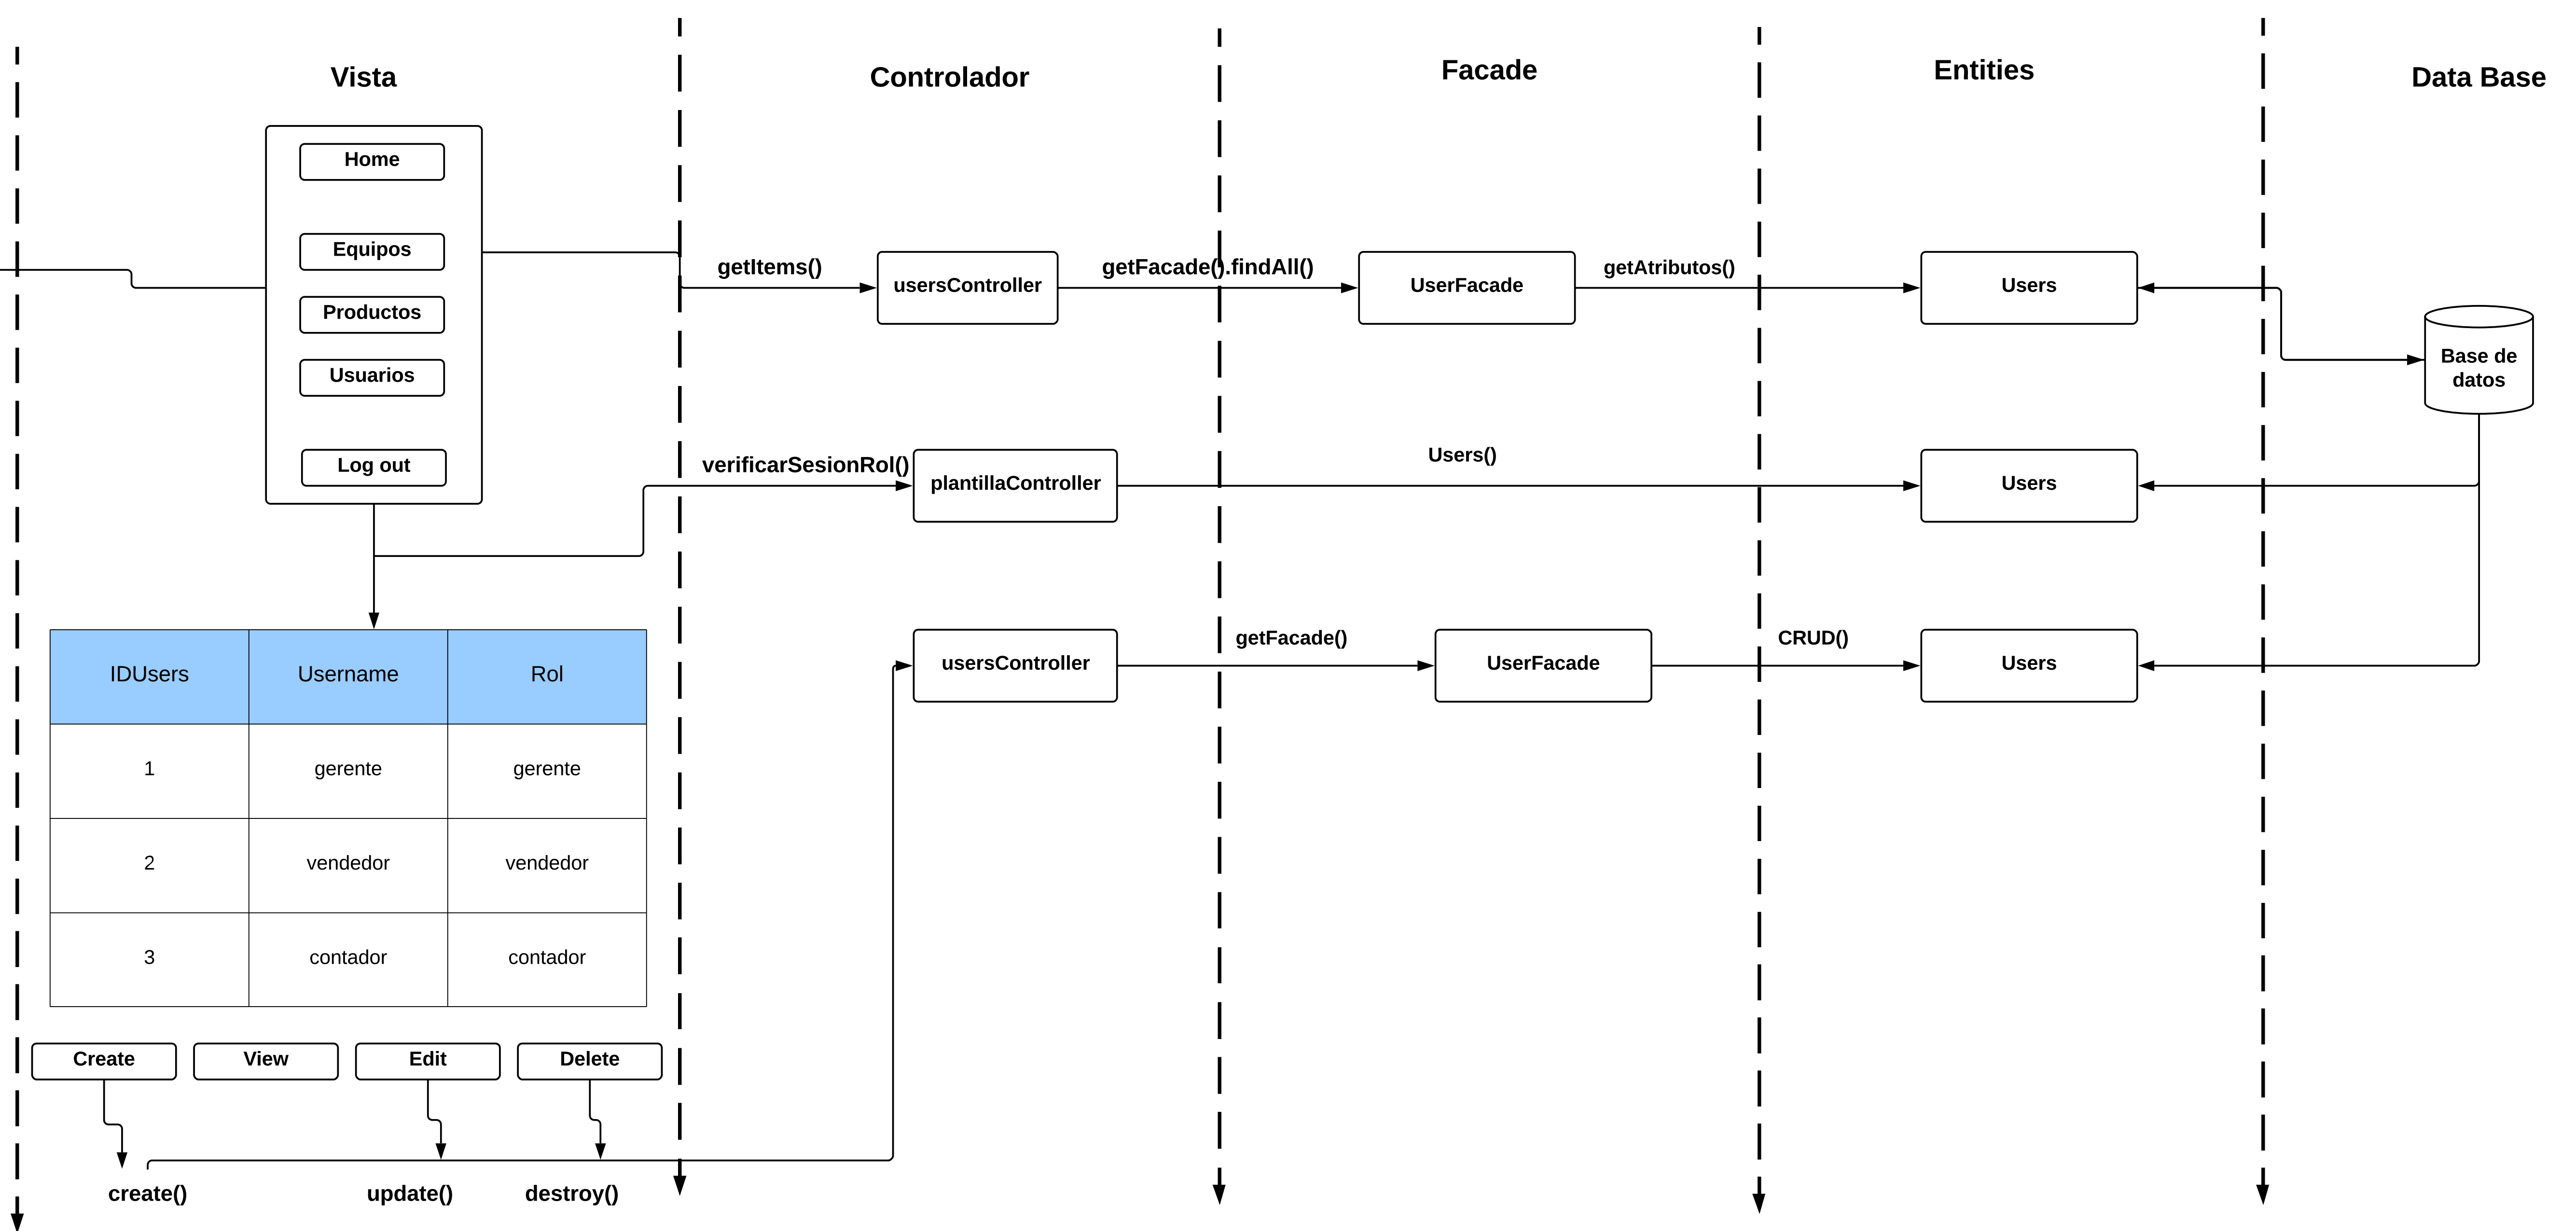 Vista
Controlador
Facade
Entities
Data Base
Home
Equipos
Productos
Usuarios
Log out
getItems()
usersController
getFacade().findAll()
UserFacade
getAtributos()
Users
Base de
datos
verificarSesionRol()
plantillaController
Users()
Users
usersController
getFacade()
UserFacade
CRUD()
Users
IDUsers Username Rol
1 gerente gerente
2 vendedor vendedor
3 contador contador
Create View Edit Delete
create() update() destroy()